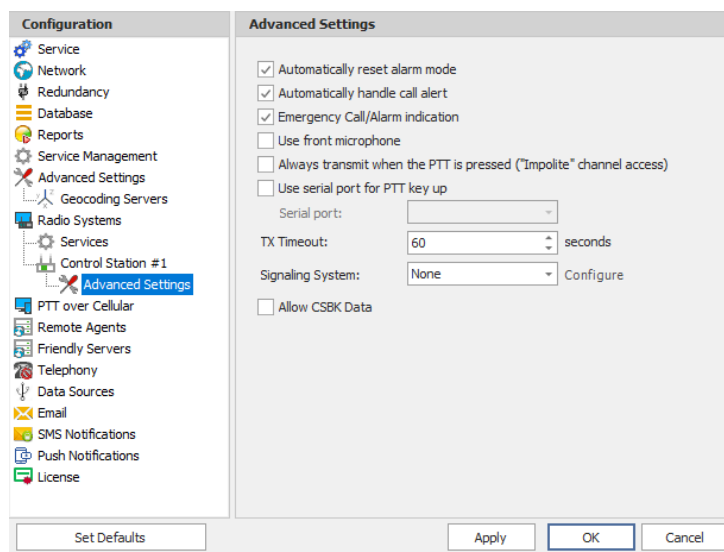 Configuration
Service
Network
Redundancy
Database
Reports
Service Management
Advanced Settings
Geocoding Servers
Radio Systems
Services
Control Station #1
Advanced Settings
PTT over Cellular
Remote Agents
Friendly Servers
Telephony
Data Sources
Email
SMS Notifications
Push Notifications
License
Advanced Settings
Automatically reset alarm mode
Automatically handle call alert
Emergency Call/Alarm indication
Use front microphone
Always transmit when the PTT is pressed ("Impolite" channel access)
Use serial port for PTT key up
Serial port:
TX Timeout: 60 seconds
Signaling System: None Configure
Allow CSBK Data
Set Defaults Apply OK Cancel